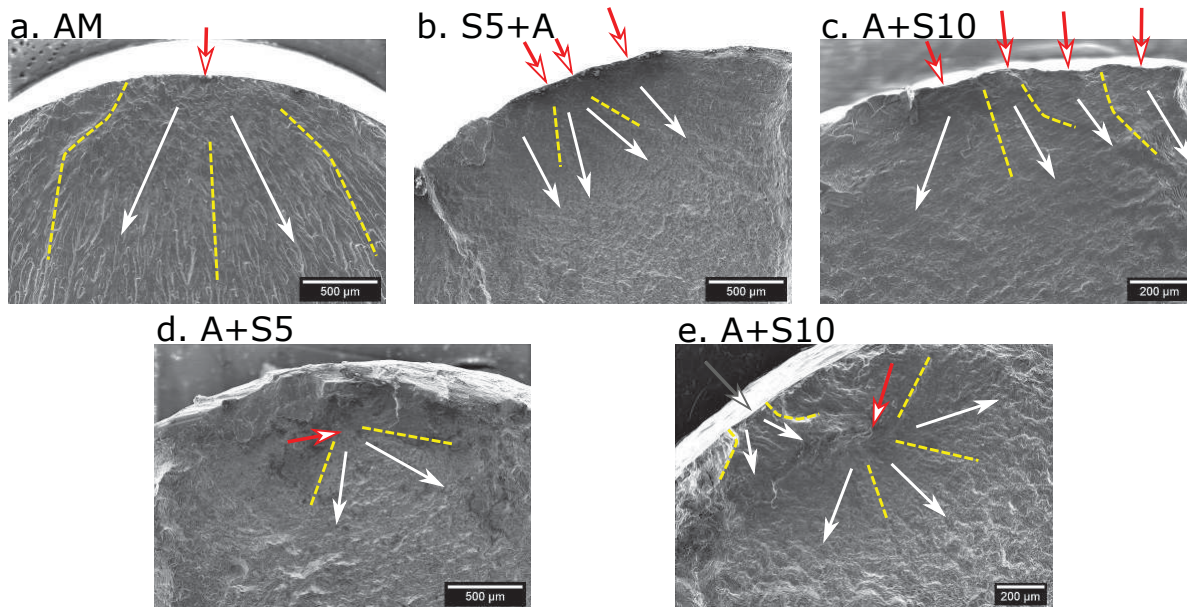 a. AM
b. S5+A
c. A+S10
500 µm
500 µm
200 µm
d. A+S5
e. A+S10
500 µm
200 µm